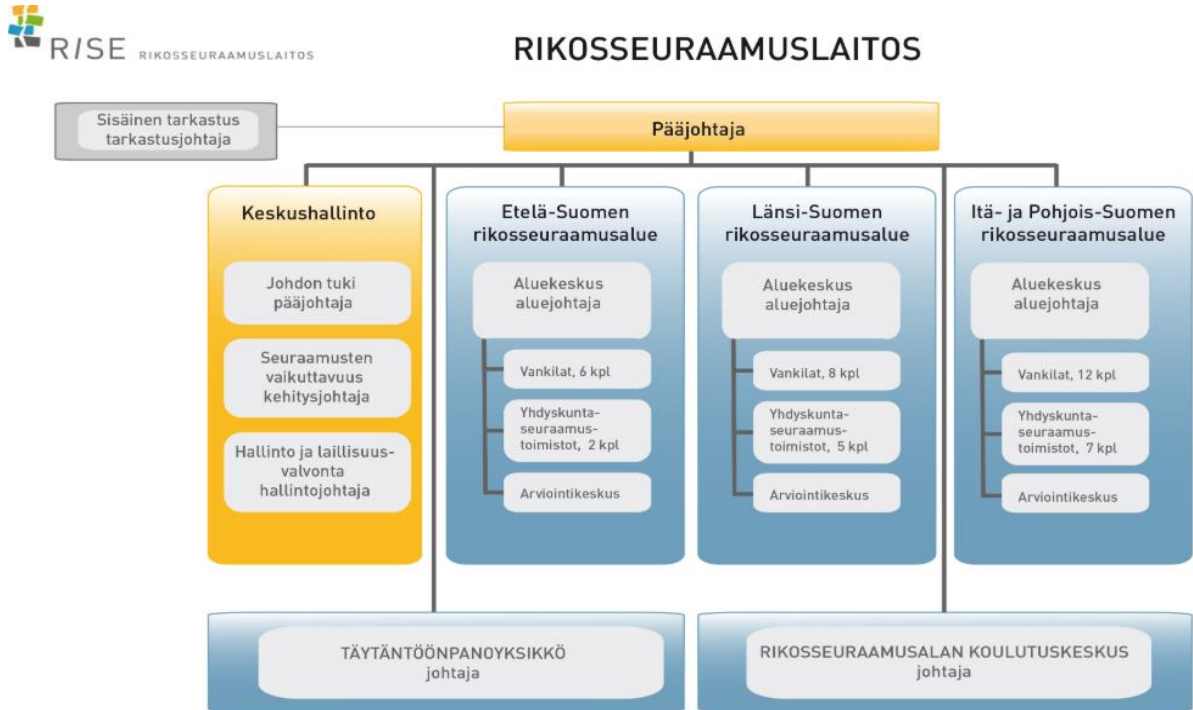 RISE RIKOSSEURAAMUSLAITOS
RIKOSSEURAAMUSLAITOS
Sisäinen tarkastus
tarkastusjohtaja
Pääjohtaja
Keskushallinto
Johdon tuki
pääjohtaja
Seuraamusten
vaikuttavuus
kehitysjohtaja
Hallinto ja laillisuus-
valvonta
hallintojohtaja
Etelä-Suomen
rikosseuraamusalue
Aluekeskus
aluejohtaja
Vankilat, 6 kpl
Yhdyskunta-
seuraamus-
toimistot, 2 kpl
Arviointikeskus
Länsi-Suomen
rikosseuraamusalue
Aluekeskus
aluejohtaja
Vankilat, 8 kpl
Yhdyskunta-
seuraamus-
toimistot, 5 kpl
Arviointikeskus
Itä- ja Pohjois-Suomen
rikosseuraamusalue
Aluekeskus
aluejohtaja
Vankilat, 12 kpl
Yhdyskunta-
seuraamus-
toimistot, 7 kpl
Arviointikeskus
TÄYTÄNTÖÖNPANOYKSIKKÖ
johtaja
RIKOSSEURAAMUSALAN KOULUTUSKESKUS
johtaja